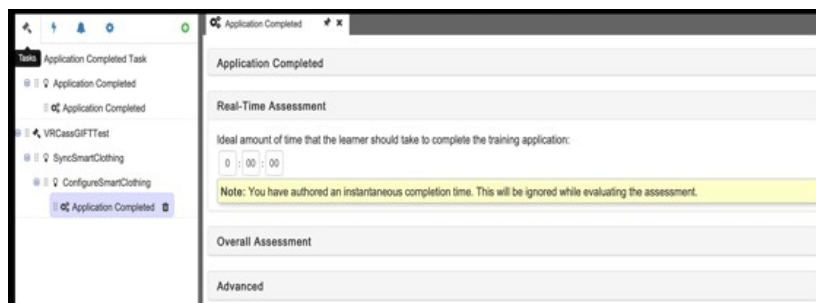 Application Completed
Tasks
Application Completed Task
Application Completed
Application Completed
VRCassGIFTTest
SyncSmartClothing
ConfigureSmartClothing
Application Completed
Application Completed
Real-Time Assessment
Ideal amount of time that the learner should take to complete the training application:
0 : 00 : 00
Note: You have authored an instantaneous completion time. This will be ignored while evaluating the assessment.
Overall Assessment
Advanced